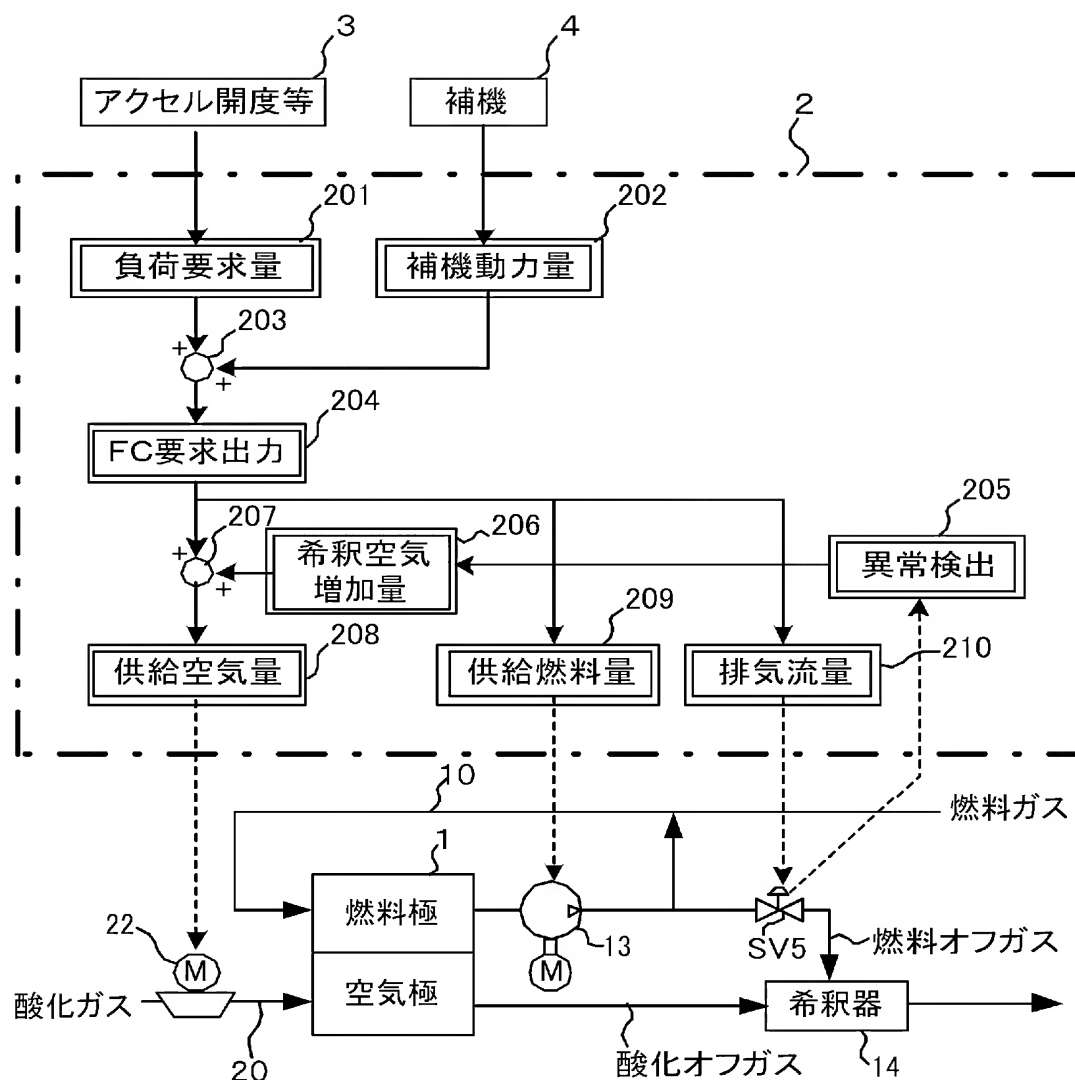 3
4
アクセル開度等
補機
2
201
202
負荷要求量
補機動力量
+
203
+
204
FC要求出力
205
207
206
+
希釈空気
増加量
+
異常検出
209
208
210
供給空気量
供給燃料量
排気流量
10
燃料ガス
1
燃料極
22
M
13
SV5
燃料オフガス
M
酸化ガス
空気極
希釈器
20
酸化オフガス
14